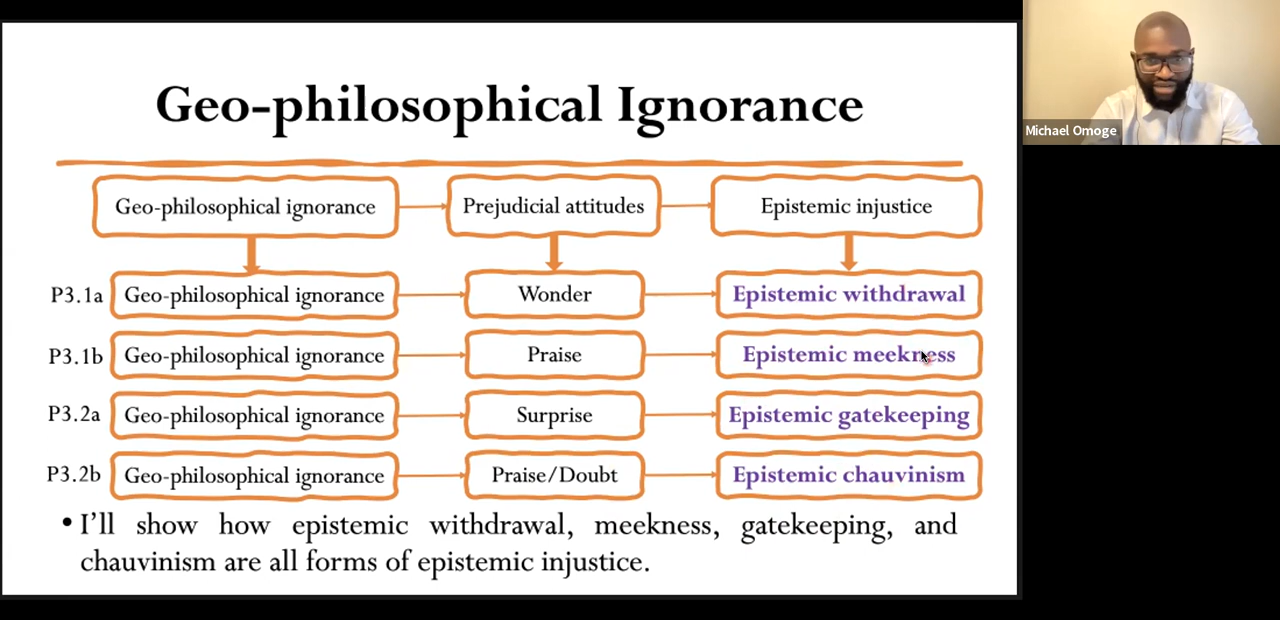 Geo-philosophical Ignorance
Geo-philosophical ignorance Prejudicial attitudes Epistemic injustice
P3.1a Geo-philosophical ignorance Wonder Epistemic withdrawal
P3.1b Geo-philosophical ignorance Praise Epistemic meekness
P3.2a Geo-philosophical ignorance Surprise Epistemic gatekeeping
P3.2b Geo-philosophical ignorance Praise/Doubt Epistemic chauvinism
• I’ll show how epistemic withdrawal, meekness, gatekeeping, and
chauvinism are all forms of epistemic injustice.
Michael Omoge